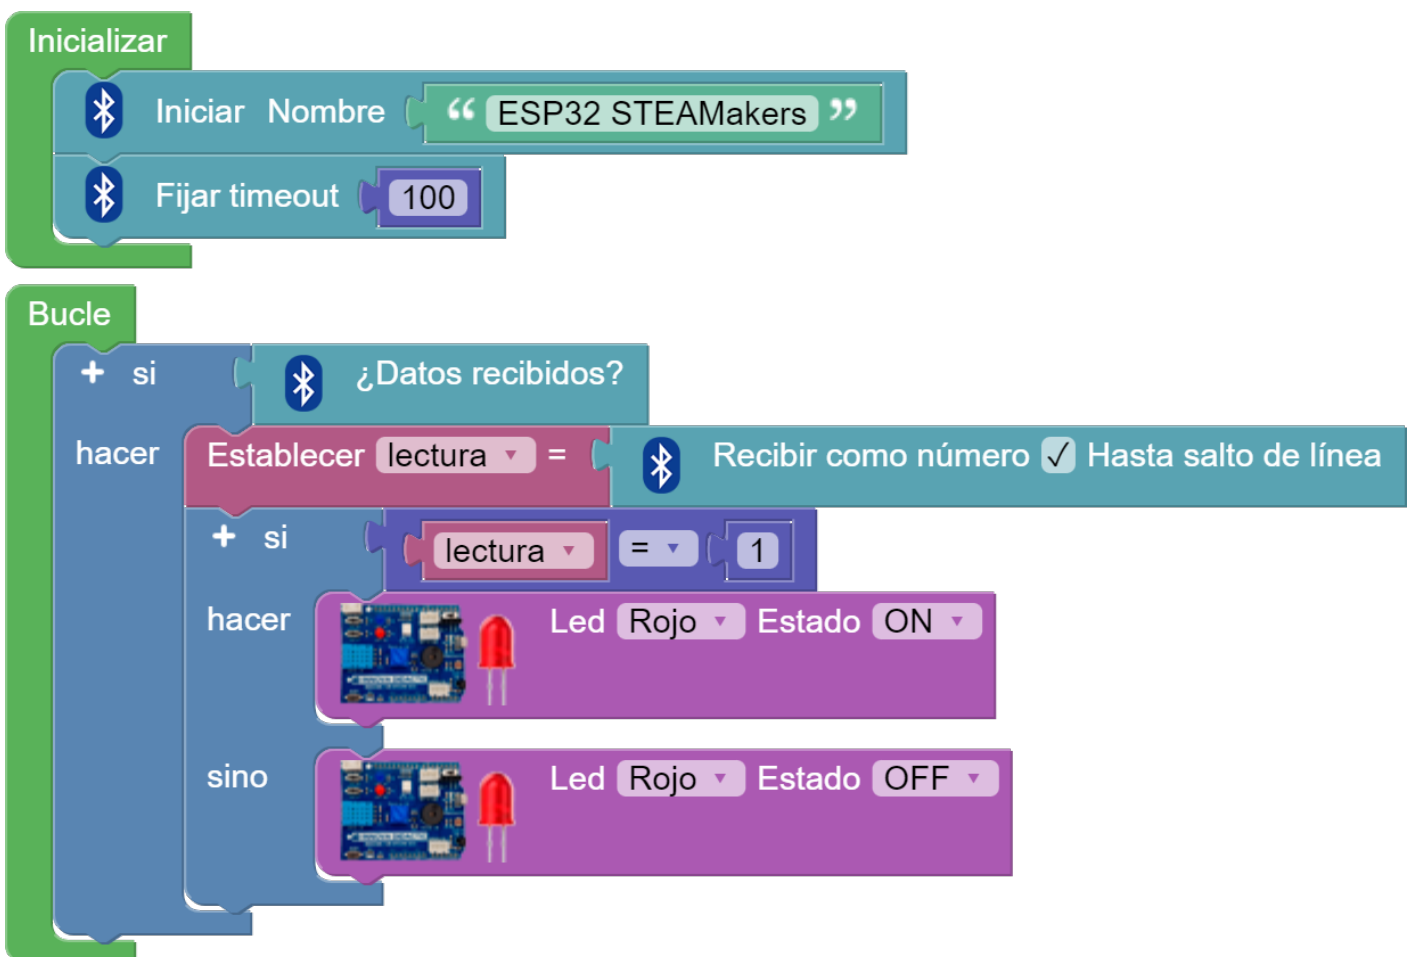 Inicializar
Iniciar Nombre “ ESP32 STEAMakers ”
Fijar timeout 100
Bucle
+ si ¿Datos recibidos?
hacer Establecer lectura = Recibir como número ✓ Hasta salto de línea
+ si lectura = 1
hacer Led Rojo Estado ON
sino Led Rojo Estado OFF